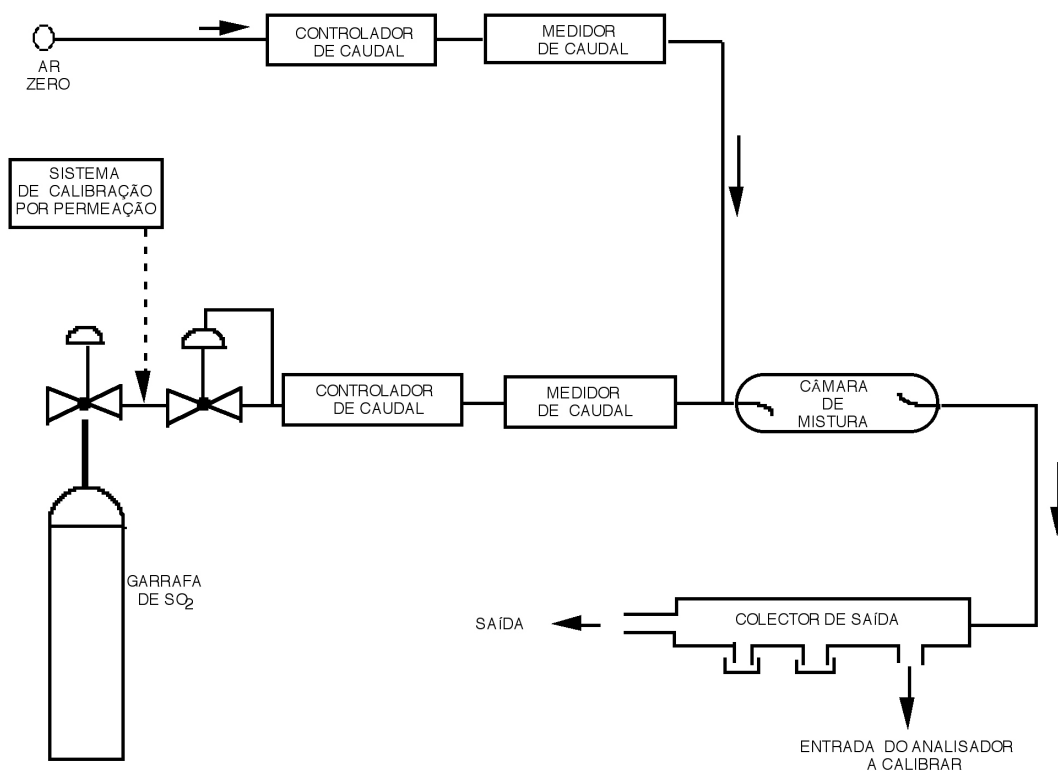 CONTROLADOR
DE CAUDAL
MEDIDOR
DE CAUDAL
AR
ZERO
SISTEMA
DE CALIBRAÇÃO
POR PERMEAÇÃO
CONTROLADOR
DE CAUDAL
MEDIDOR
DE CAUDAL
CÂMARA
DE
MISTURA
GARRAFA
DE SO2
SAÍDA
COLECTOR DE SAÍDA
ENTRADA DO ANALISADOR
A CALIBRAR